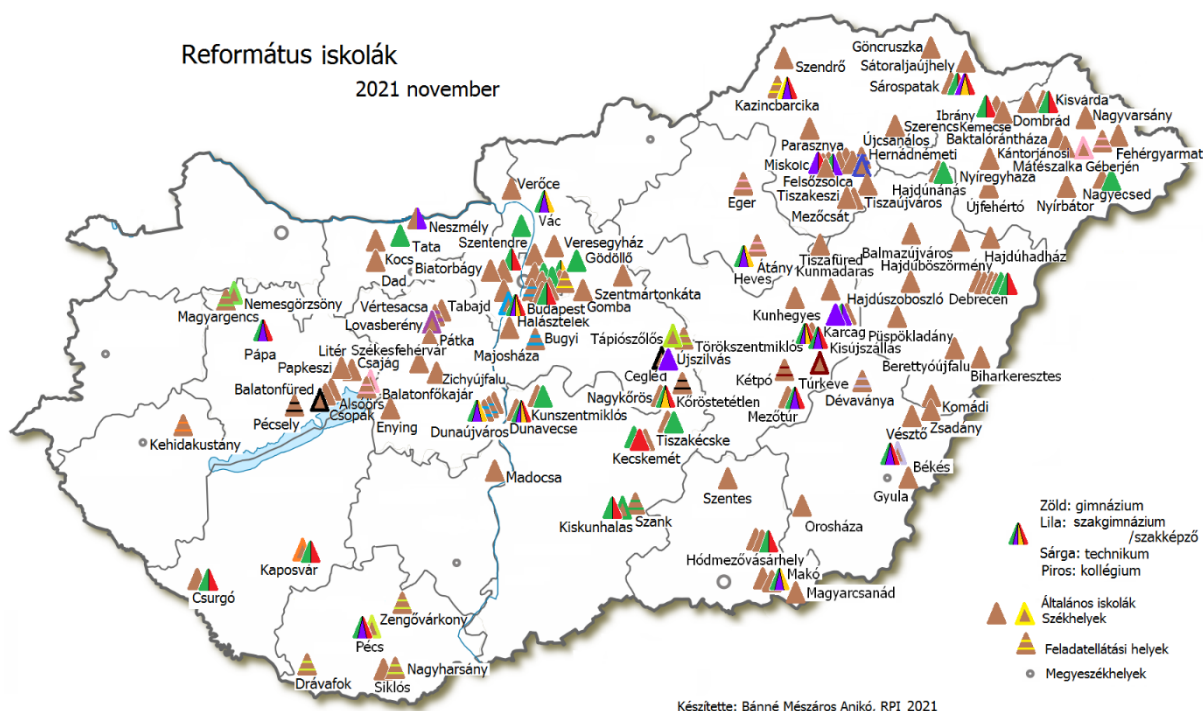 Református iskolák
2021 november
Göncruszka
Szendrő
Sátoraljaújhely
Sárospatak
Kazincbarcika
Kisvárda
Ibrány
Dombrád
Nagyvarsány
Kemecse
Szerencs
Parasznya
Újcsanálos
Baktalórántháza
Hernádnémeti
Kántorjánosi
Fehérgyarmat
Miskolc
Mátészalka
Géberjén
Felsőzsolca
Nyíregyháza
Verőce
Eger
Tiszakeszi
Hajdúnánás
Nagyecsed
Tiszaújváros
Vác
Mezőcsát
Újfehértó
Nyírbátor
Neszmély
Szentendre
Veresegyház
Tata
Gödöllő
Átány
Tiszafüred
Balmazújváros
Kocs
Biatorbágy
Heves
Kunmadaras
Hajdúböszörmény
Hajdúhadház
Dad
Szentmártonkáta
Nemesgörzsöny
Vértesacsa
Tabajd
Budapest
Gomba
Hajdúszoboszló
Debrecen
Magyargencs
Halásztelek
Kunhegyes
Lovasberény
Pátka
Bugyi
Tápiószőlős
Törökszentmiklós
Karcag
Püspökladány
Pápa
Litér
Székesfehérvár
Majosháza
Újszilvás
Kisújszállás
Papkeszi
Csajág
Cegléd
Berettyóújfalu
Zichyújfalu
Kétpó
Túrkeve
Biharkeresztes
Balatonfüred
Balatonfőkajár
Nagykőrös
Kőröstetétlen
Dévaványa
Alsóörs
Csopak
Dunaújváros
Dunavecse
Kunszentmiklós
Mezőtúr
Komádi
Pécsely
Enying
Zsadány
Kehidakustány
Tiszakécske
Vésztő
Kecskemét
Békés
Madocsa
Szentes
Gyula
Kiskunhalas
Szank
Orosháza
Zöld: gimnázium
Lila: szakgimnázium
/szakképző
Sárga: technikum
Piros: kollégium
Kaposvár
Hódmezővásárhely
Csurgó
Makó
Magyarcsanád
Általános iskolák
Székhelyek
Zengővárkony
Pécs
Feladatellátási helyek
Drávafok
Siklós
Nagyharsány
Megyeszékhelyek
Készítette: Bánné Mészáros Anikó, RPI 2021